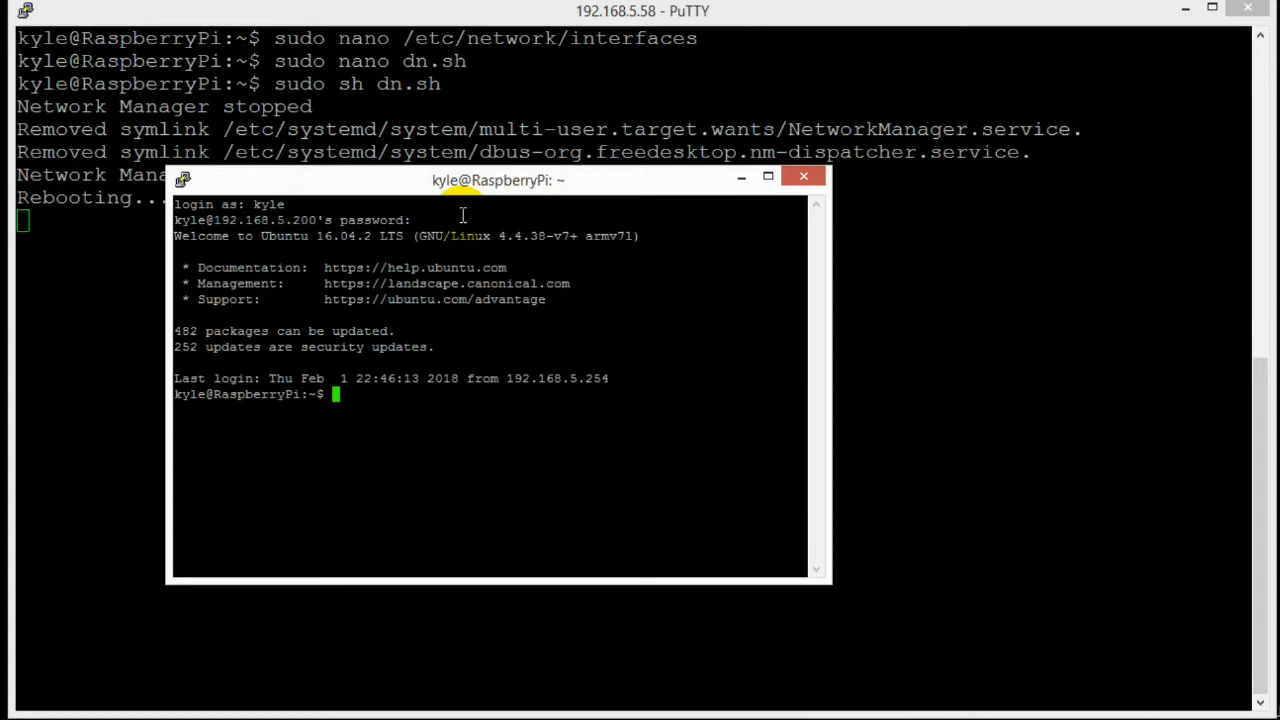 192.168.5.58 - PuTTY
kyle@RaspberryPi:~$ sudo nano /etc/network/interfaces
kyle@RaspberryPi:~$ sudo nano dn.sh
kyle@RaspberryPi:~$ sudo sh dn.sh
Network Manager stopped
Removed symlink /etc/systemd/system/multi-user.target.wants/NetworkManager.service.
Removed symlink /etc/systemd/system/dbus-org.freedesktop.nm-dispatcher.service.
Network Mana
Rebooting...
kyle@RaspberryPi: ~
login as: kyle
kyle@192.168.5.200's password:
Welcome to Ubuntu 16.04.2 LTS (GNU/Linux 4.4.38-v7+ armv7l)
* Documentation: https://help.ubuntu.com
* Management: https://landscape.canonical.com
* Support: https://ubuntu.com/advantage
482 packages can be updated.
252 updates are security updates.
Last login: Thu Feb 1 22:46:13 2018 from 192.168.5.254
kyle@RaspberryPi:~$